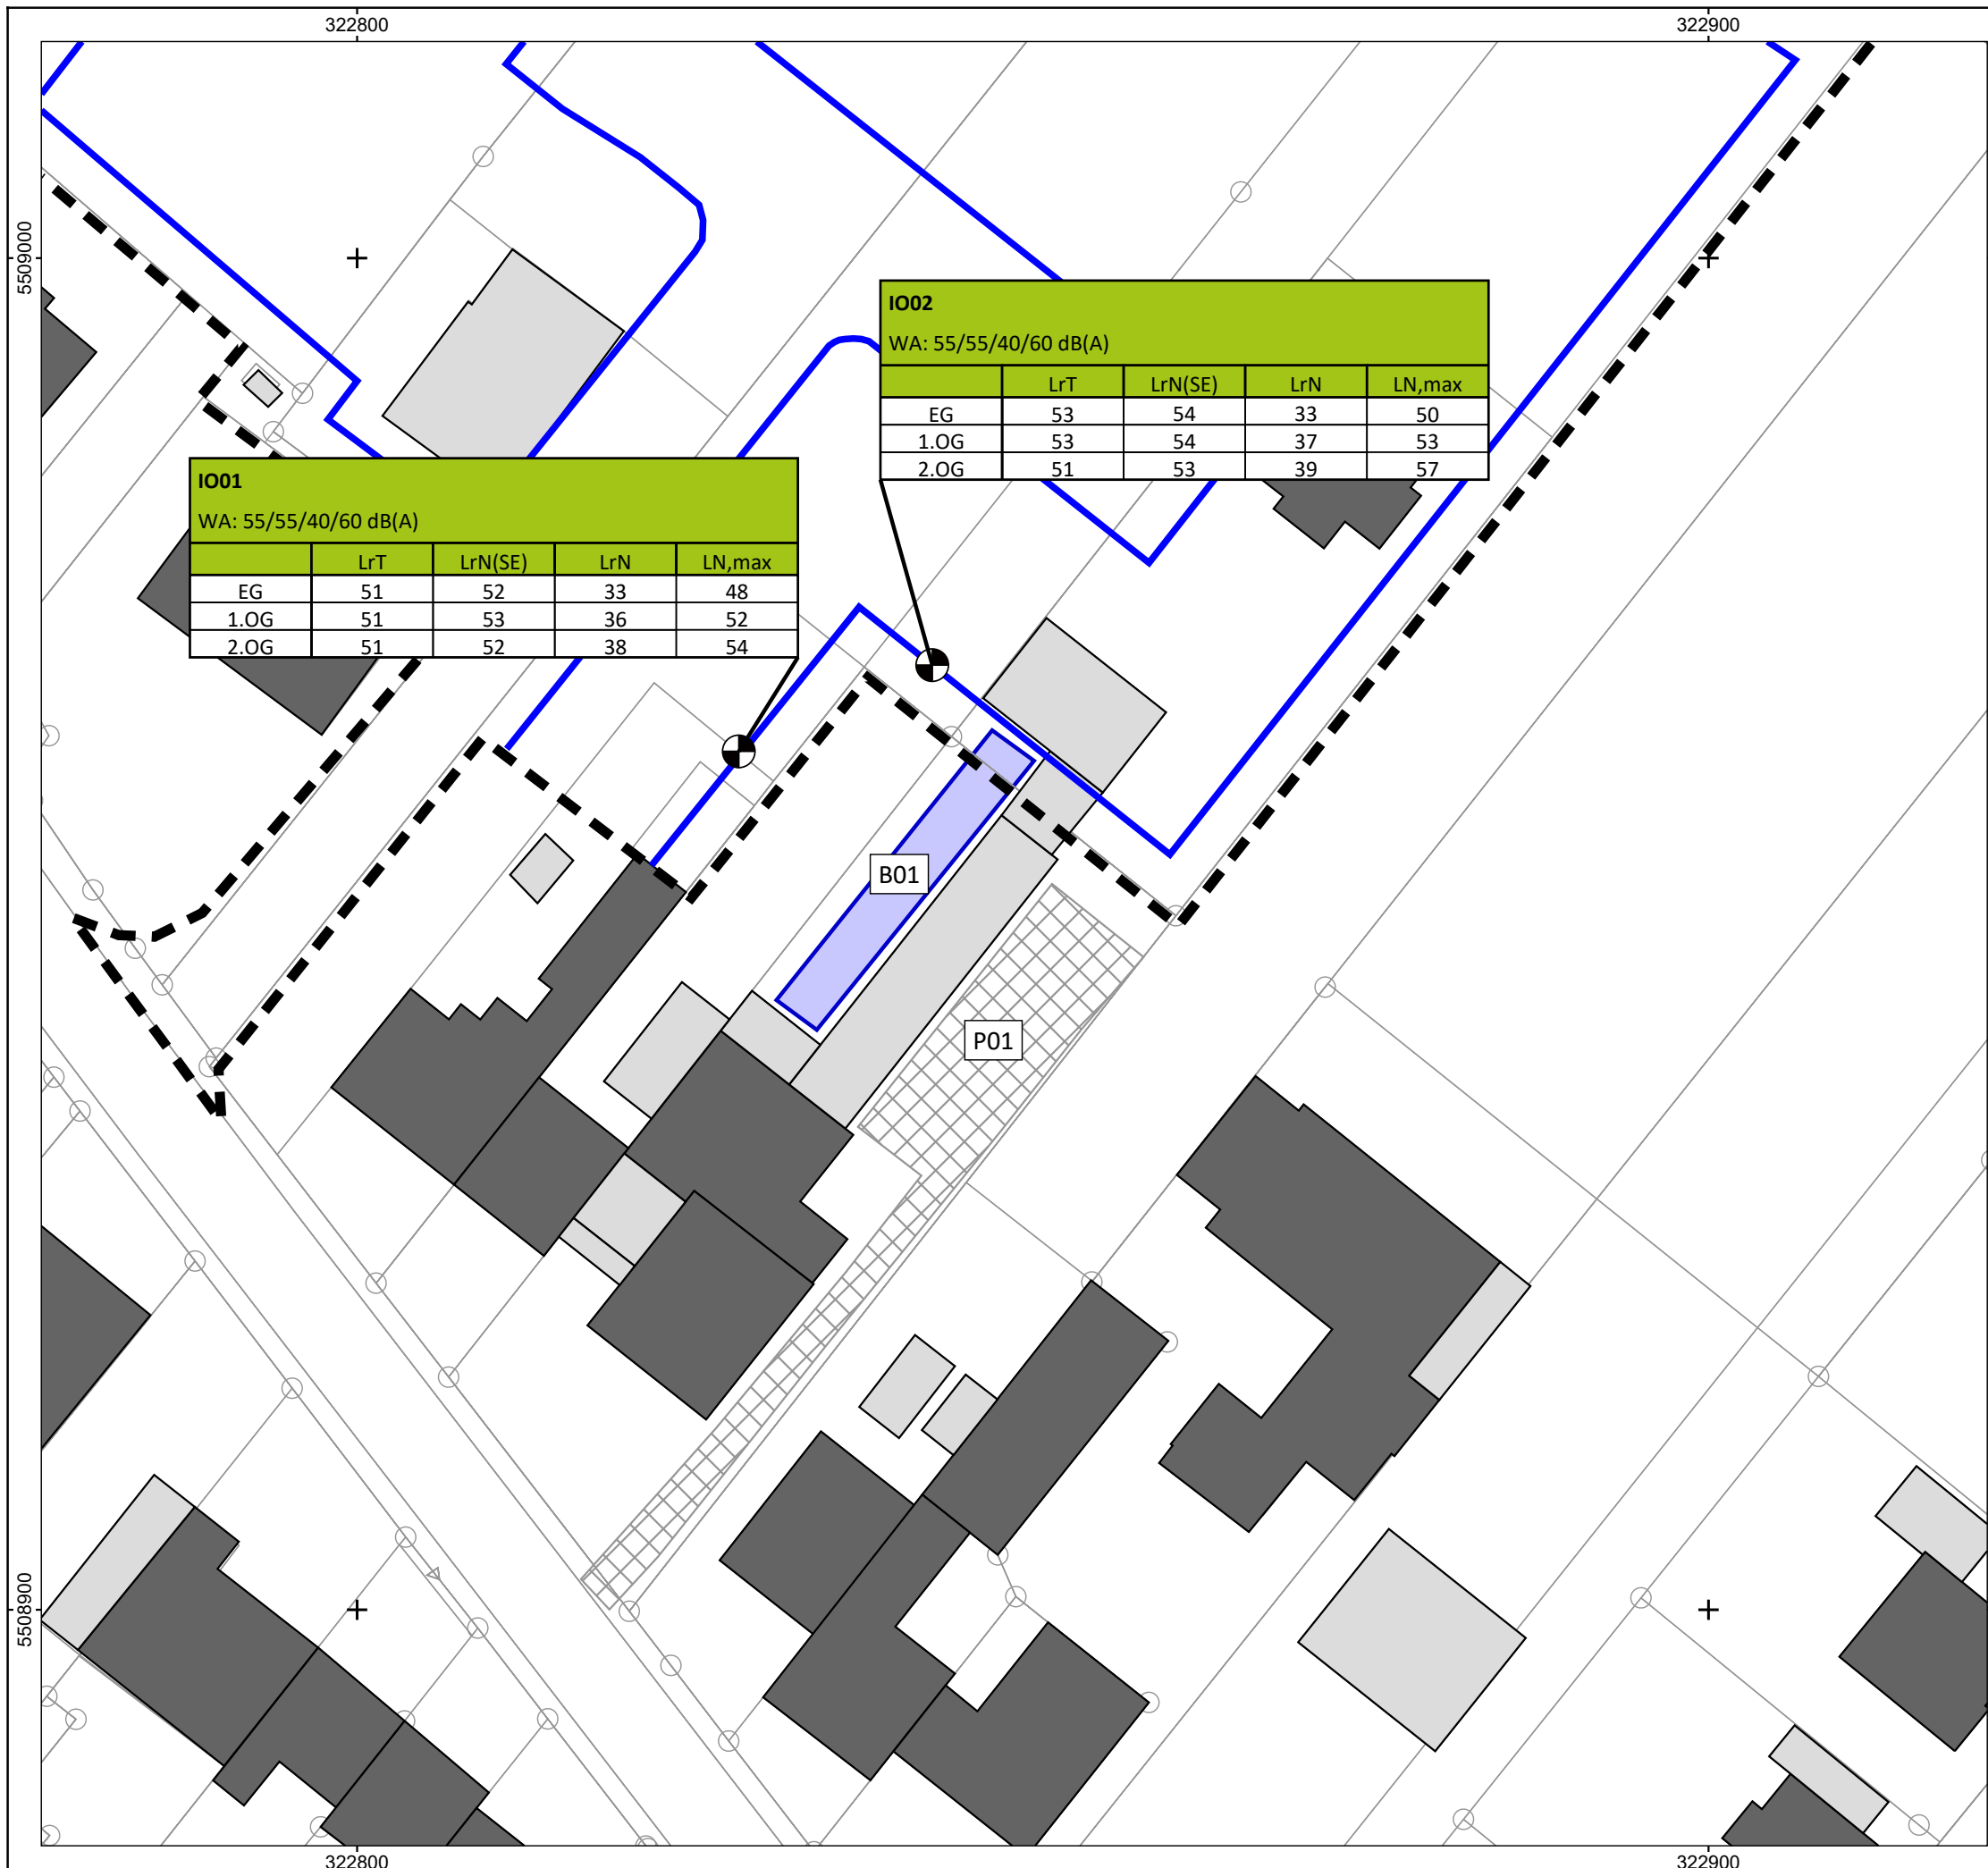 322800 322900
5509000
IO02
WA: 55/55/40/60 dB(A)
LrT LrN(SE) LrN LN,max
EG 53 54 33 50
1.OG 53 54 37 53
2.OG 51 53 39 57
IO01
WA: 55/55/40/60 dB(A)
LrT LrN(SE) LrN LN,max
EG 51 52 33 48
1.OG 51 53 36 52
2.OG 51 52 38 54
B01
P01
5508900
322800 322900